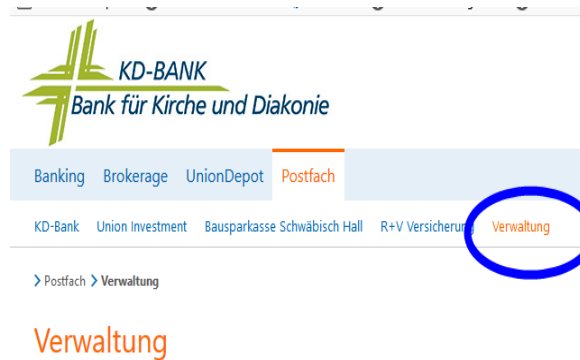 KD-BANK
Bank für Kirche und Diakonie
Banking Brokerage UnionDepot Postfach
KD-Bank Union Investment Bausparkasse Schwäbisch Hall R+V Versicherung Verwaltung
Postfach Verwaltung
Verwaltung